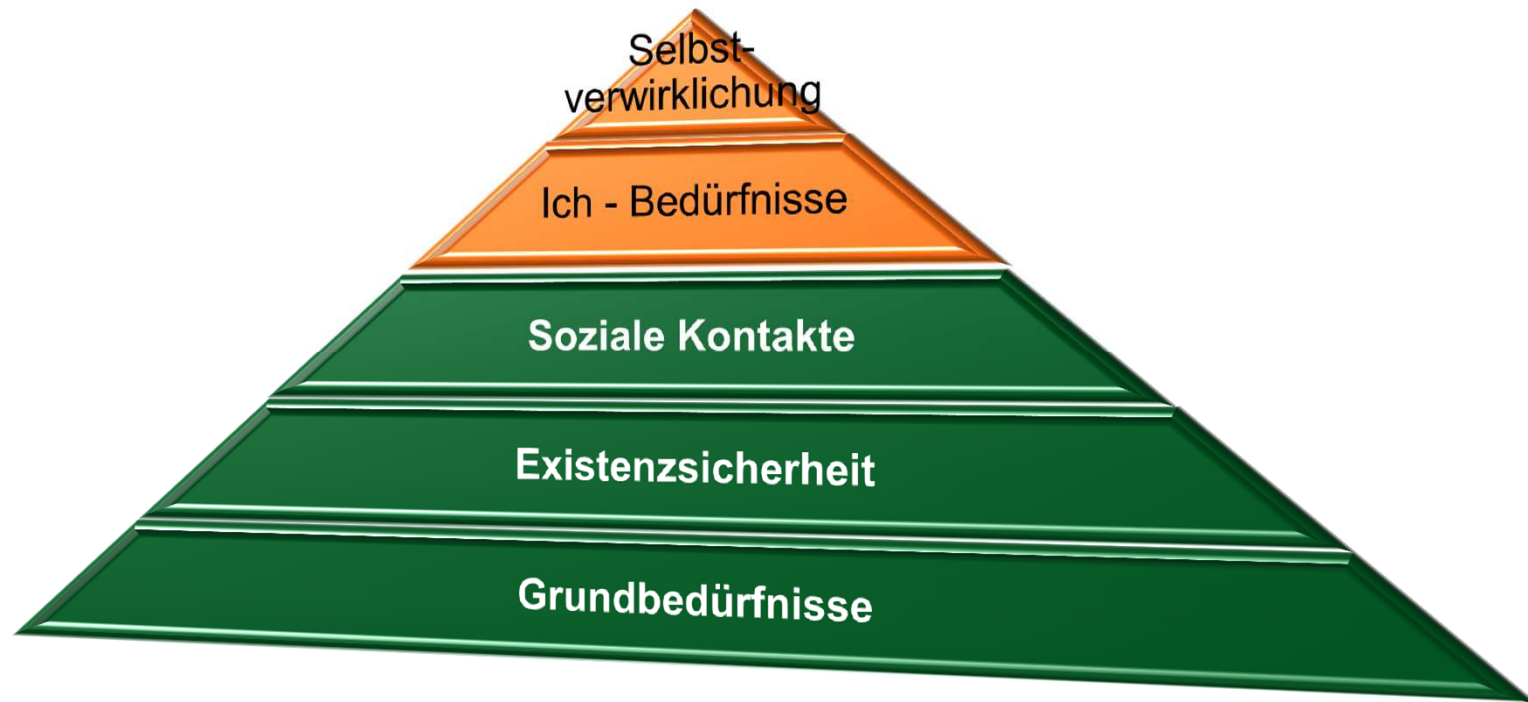 Selbst-
verwirklichung
Ich - Bedürfnisse
Soziale Kontakte
Existenzsicherheit
Grundbedürfnisse